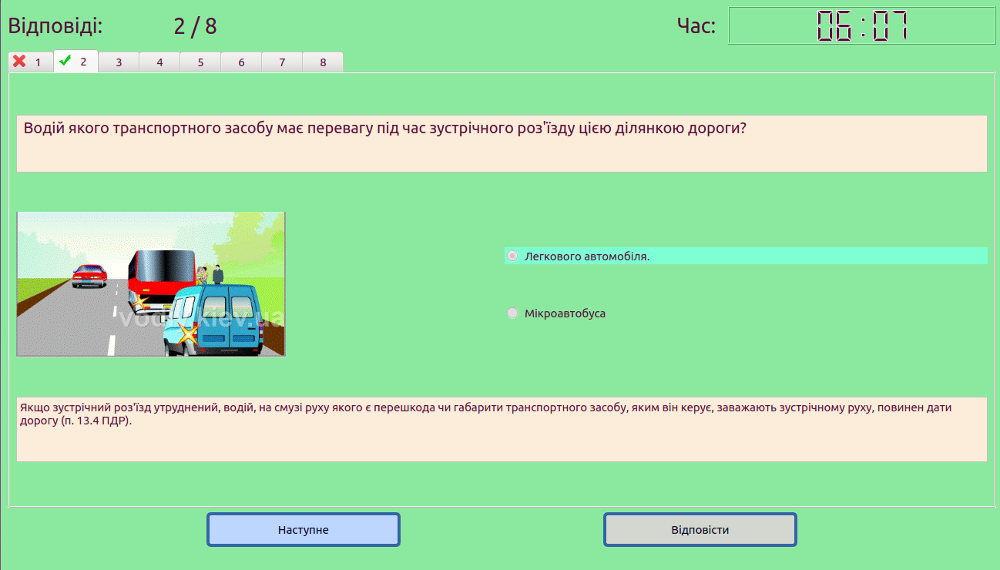 Відповіді: 2 / 8 Час: 06:07
1 2 3 4 5 6 7 8
Водій якого транспортного засобу має перевагу під час зустрічного роз'їзду цією ділянкою дороги?
Легкового автомобіля.
Мікроавтобуса
vodiy.kiev.ua
Якщо зустрічний роз'їзд утруднений, водій, на смузі руху якого є перешкода чи габарити транспортного засобу, яким він керує, заважають зустрічному руху, повинен дати
дорогу (п. 13.4 ПДР).
Наступне Відповісти